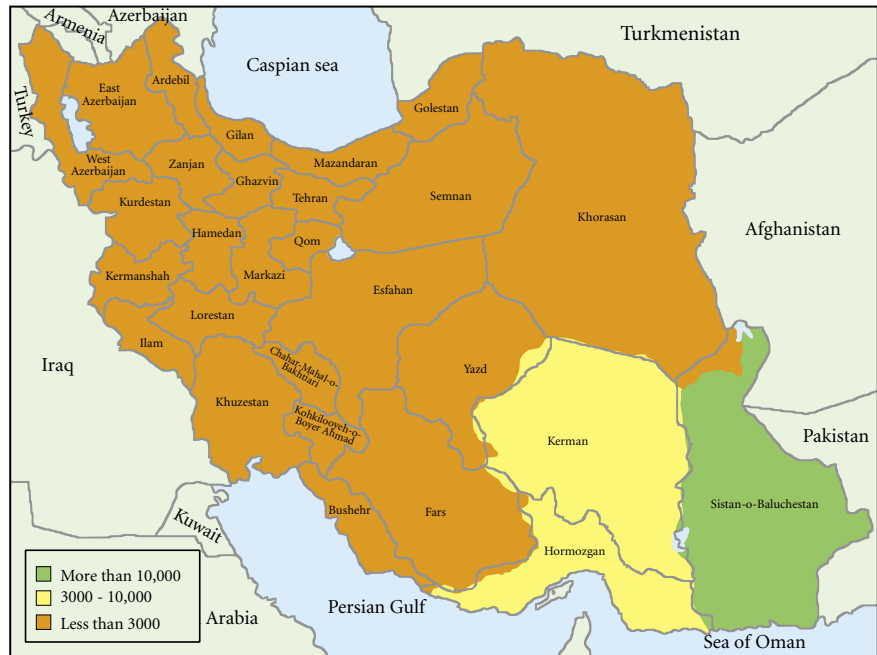 Azerbaijan
Armenia
Turkmenistan
Caspian sea
Turkey
East
Azerbaijan
Ardebil
Golestan
Gilan
West
Azerbaijan
Zanjan
Mazandaran
Ghazvin
Kurdestan
Tehran
Semnan
Khorasan
Hamedan
Qom
Afghanistan
Kermanshah
Markazi
Esfahan
Lorestan
Iraq
Ilam
Chahar-Mahal-o-
Bakhtiari
Yazd
Khuzestan
Kohkilooyeh-o-
Boyer Ahmad
Kerman
Pakistan
Sistan-o-Baluchestan
Bushehr
Fars
Kuwait
Hormozgan
More than 10,000
3000 - 10,000
Less than 3000
Arabia
Persian Gulf
Sea of Oman